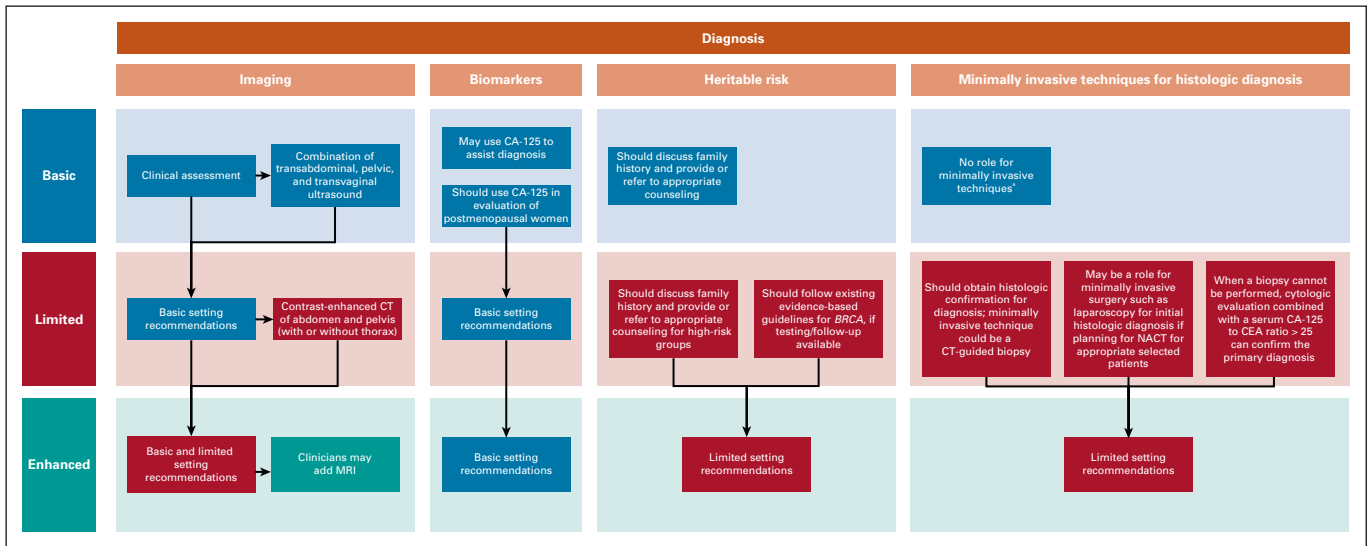 Diagnosis
Imaging
Biomarkers
Heritable risk
Minimally invasive techniques for histologic diagnosis
Basic
Clinical assessment
Combination of
transabdominal, pelvic,
and transvaginal
ultrasound
May use CA-125 to
assist diagnosis
Should use CA-125 in
evaluation of
postmenopausal women
Should discuss family
history and provide or
refer to appropriate
counseling
No role for
minimally invasive
techniques*
Limited
Basic setting
recommendations
Contrast-enhanced CT
of abdomen and pelvis
(with or without thorax)
Basic setting
recommendations
Should discuss family
history and provide or
refer to appropriate
counseling for high-risk
groups
Should follow existing
evidence-based
guidelines for BRCA, if
testing/follow-up
available
Should obtain histologic
confirmation for
diagnosis; minimally
invasive technique
could be a
CT-guided biopsy
May be a role for
minimally invasive
surgery such as
laparoscopy for initial
histologic diagnosis if
planning for NACT for
appropriate selected
patients
When a biopsy cannot
be performed, cytologic
evaluation combined
with a serum CA-125
to CEA ratio > 25
can confirm the
primary diagnosis
Enhanced
Basic and limited
setting
recommendations
Clinicians may
add MRI
Basic setting
recommendations
Limited setting
recommendations
Limited setting
recommendations